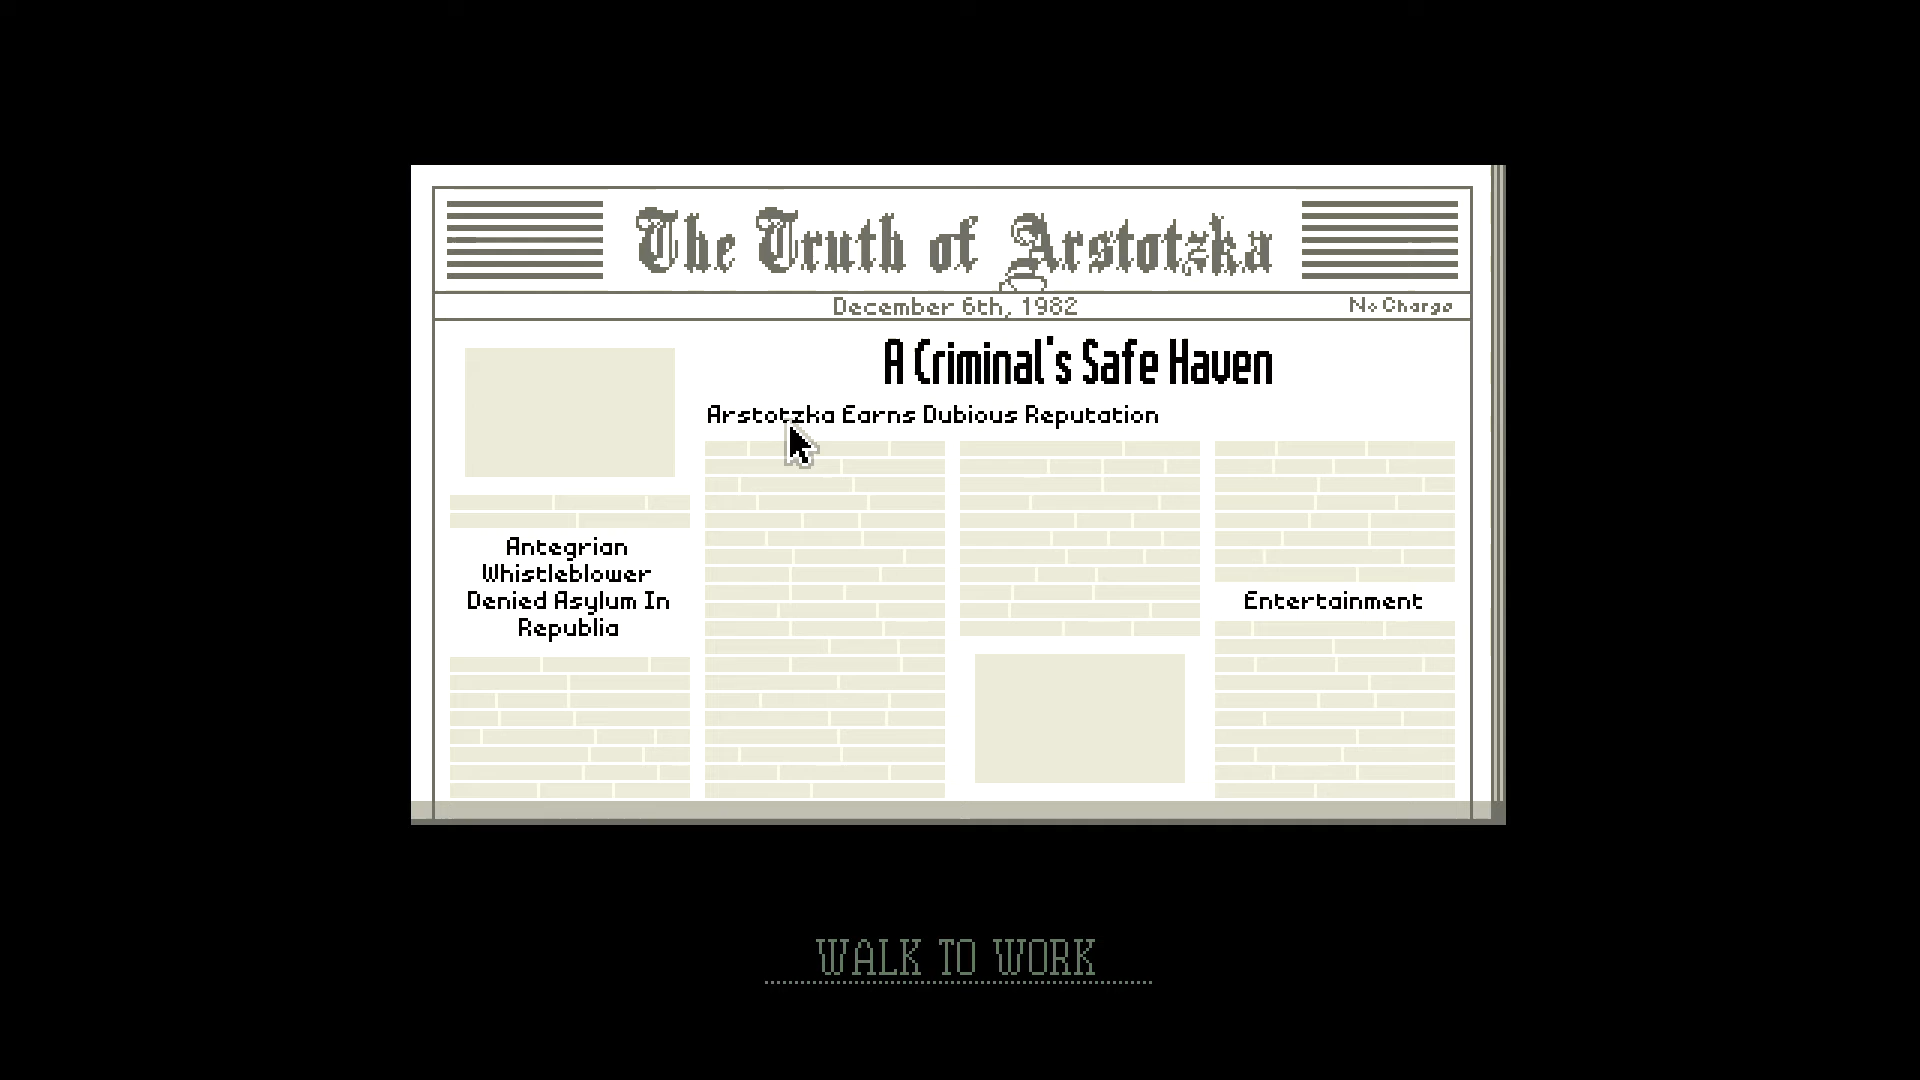 The Truth of Arstotzka
December 6th, 1982
No Charge
A Criminal's Safe Haven
Arstotzka Earns Dubious Reputation
Antegrian
Whistleblower
Denied Asylum In
Republia
Entertainment
WALK TO WORK